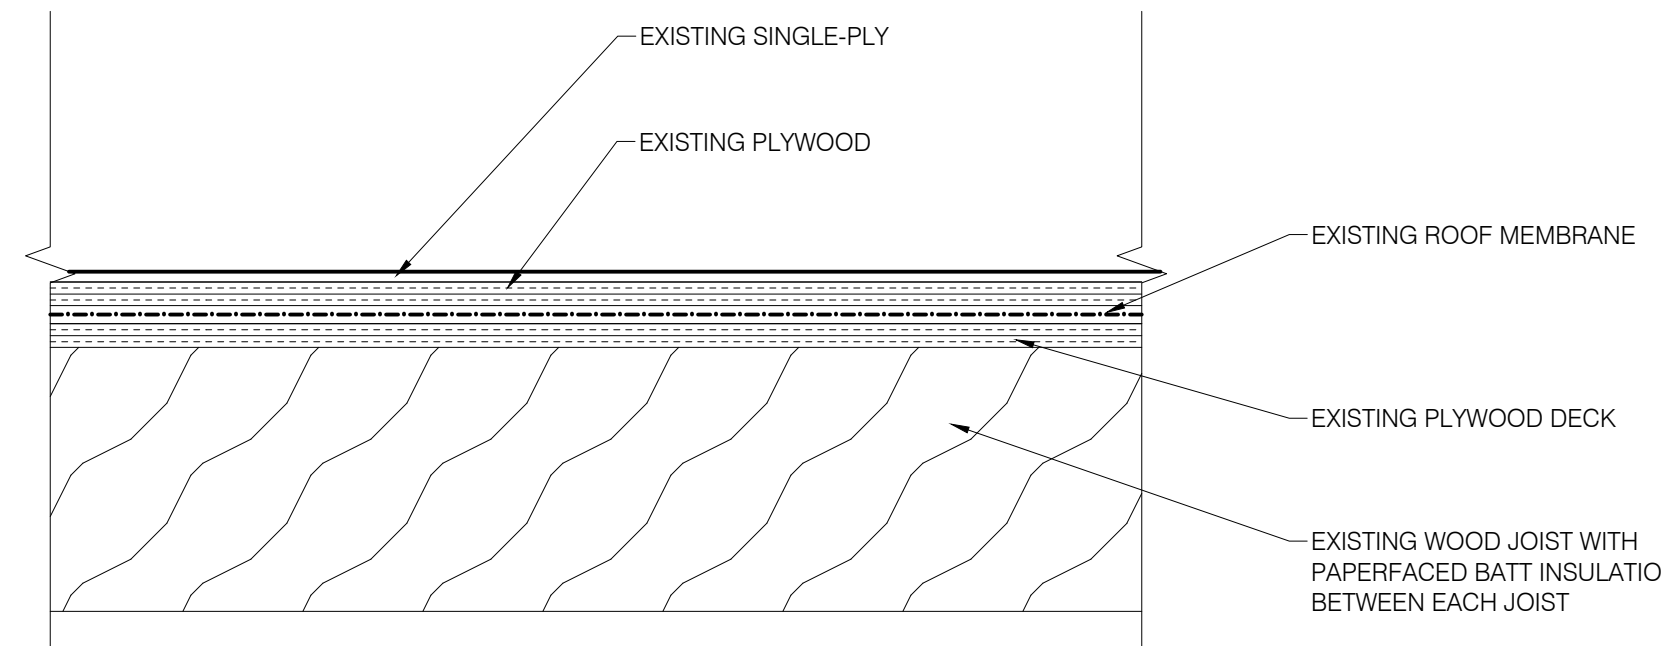 EXISTING SINGLE-PLY
EXISTING PLYWOOD
EXISTING ROOF MEMBRANE
EXISTING PLYWOOD DECK
EXISTING WOOD JOIST WITH
PAPERFACED BATT INSULATIO
BETWEEN EACH JOIST